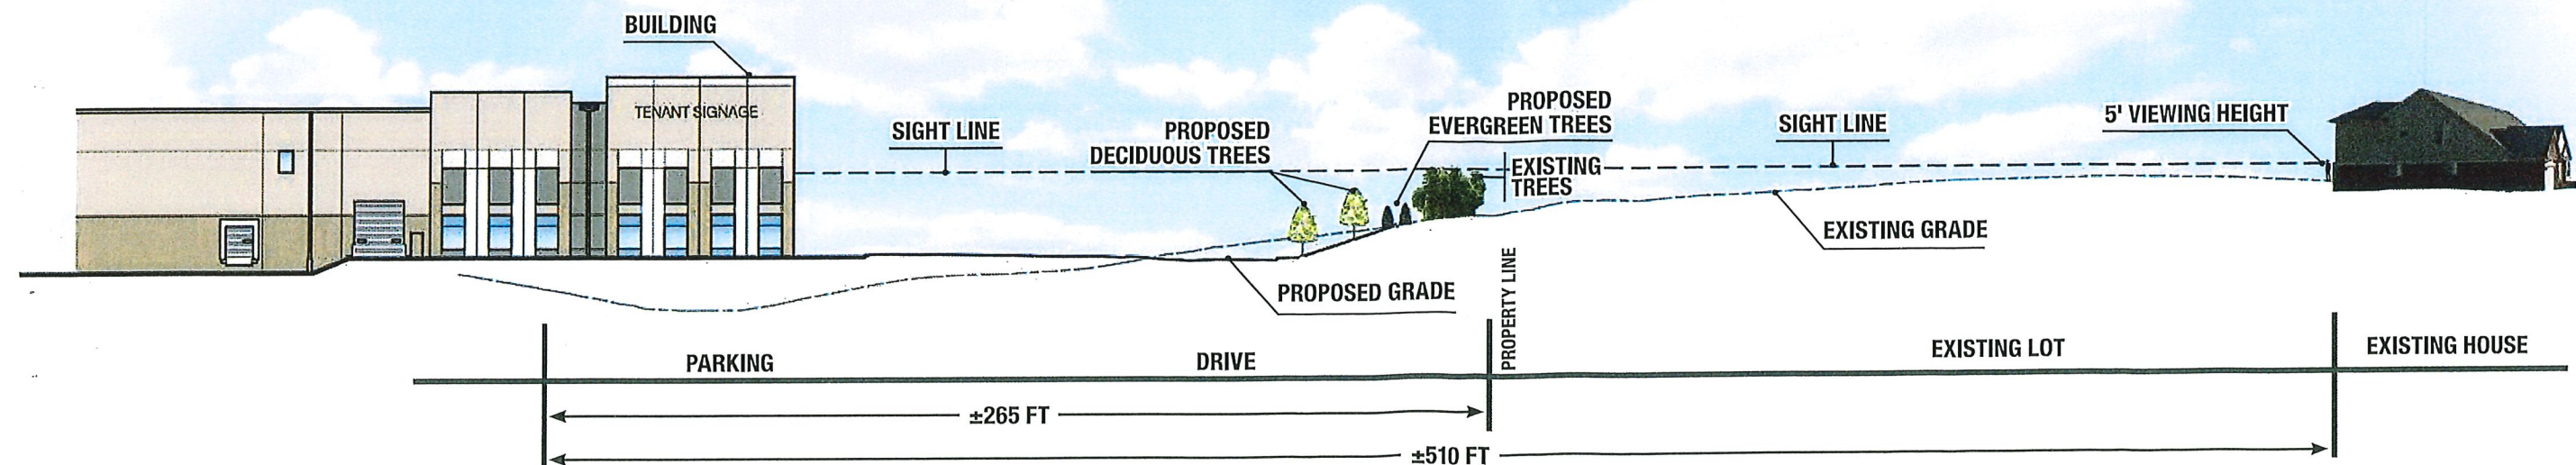 BUILDING
TENANT SIGNAGE
SIGHT LINE
PROPOSED
DECIDUOUS TREES
PROPOSED
EVERGREEN TREES
EXISTING
TREES
SIGHT LINE
5' VIEWING HEIGHT
EXISTING GRADE
PROPOSED GRADE
PROPERTY LINE
PARKING
DRIVE
EXISTING LOT
EXISTING HOUSE
±265 FT
±510 FT